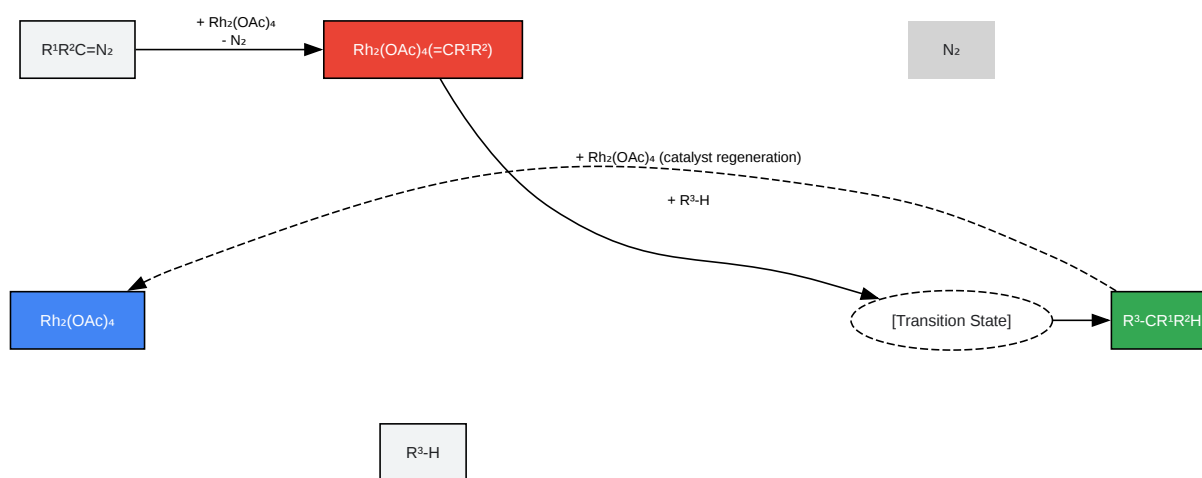 + Rh₂(OAc)₄
- N₂
R¹R²C=N₂
Rh₂(OAc)₄(=CR¹R²)
N₂
+ Rh₂(OAc)₄ (catalyst regeneration)
+ R³-H
Rh₂(OAc)₄
[Transition State]
R³-CR¹R²H
R³-H